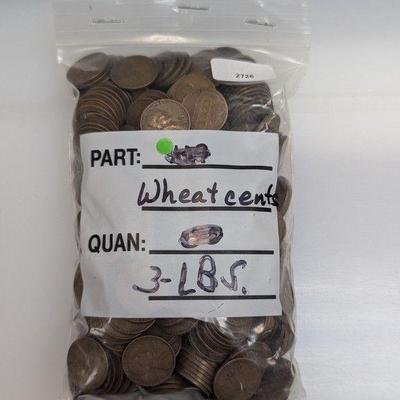 2726
PART:
Wheat cents
QUAN:
3-LBS.